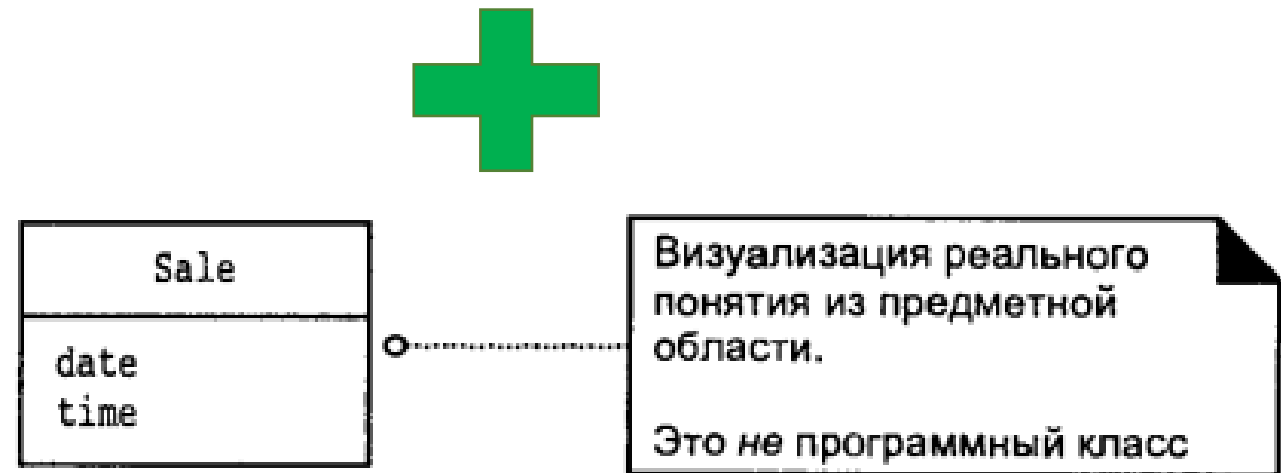 Sale
date
time
Визуализация реального
понятия из предметной
области.
Это не программный класс